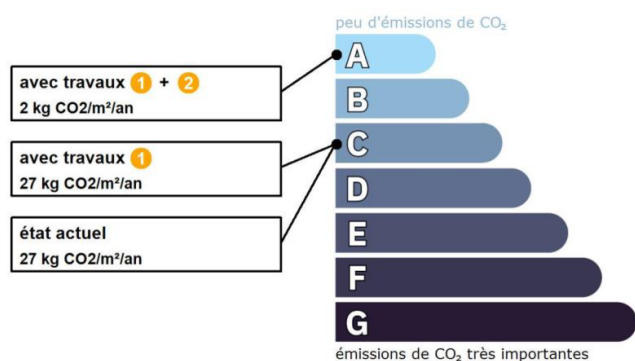 peu d'émissions de CO₂
A
avec travaux 1 + 2
2 kg CO2/m²/an
B
avec travaux 1
27 kg CO2/m²/an
C
D
état actuel
27 kg CO2/m²/an
E
F
G
émissions de CO₂ très importantes